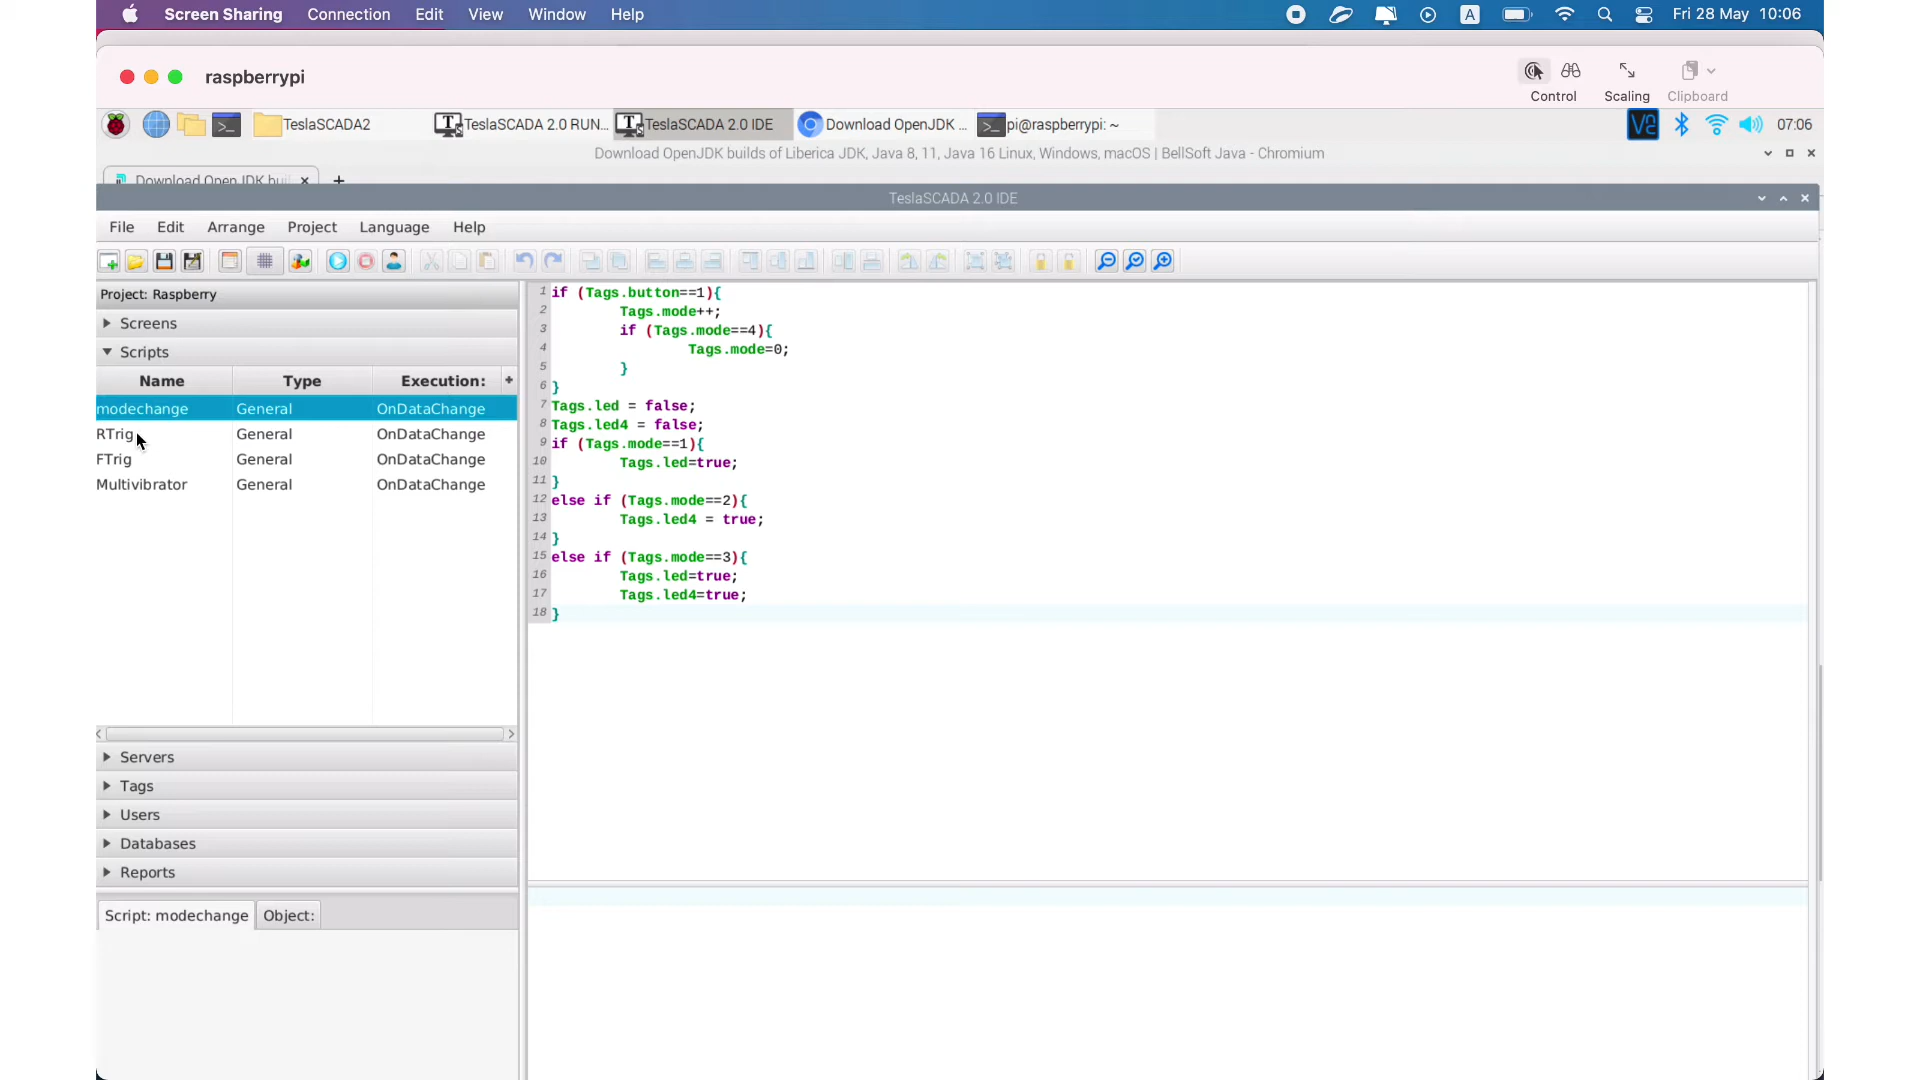 Screen Sharing Connection Edit View Window Help A Fri 28 May 10:06
raspberrypi
Control Scaling Clipboard
TeslaSCADA2 TeslaSCADA 2.0 RUN... TeslaSCADA 2.0 IDE Download OpenJDK ... pi@raspberrypi: ~ 07:06
Download OpenJDK builds of Liberica JDK, Java 8, 11, Java 16 Linux, Windows, macOS | BellSoft Java - Chromium
Download OpenJDK buil × +
TeslaSCADA 2.0 IDE
File Edit Arrange Project Language Help
Project: Raspberry
Screens
Scripts
Name Type Execution: +
modechange General OnDataChange
RTrig General OnDataChange
FTrig General OnDataChange
Multivibrator General OnDataChange
Servers
Tags
Users
Databases
Reports
Script: modechange Object:
1 if (Tags.button==1){
2 Tags.mode++;
3 if (Tags.mode==4){
4 Tags.mode=0;
5 }
6 }
7 Tags.led = false;
8 Tags.led4 = false;
9 if (Tags.mode==1){
10 Tags.led=true;
11 }
12 else if (Tags.mode==2){
13 Tags.led4 = true;
14 }
15 else if (Tags.mode==3){
16 Tags.led=true;
17 Tags.led4=true;
18 }